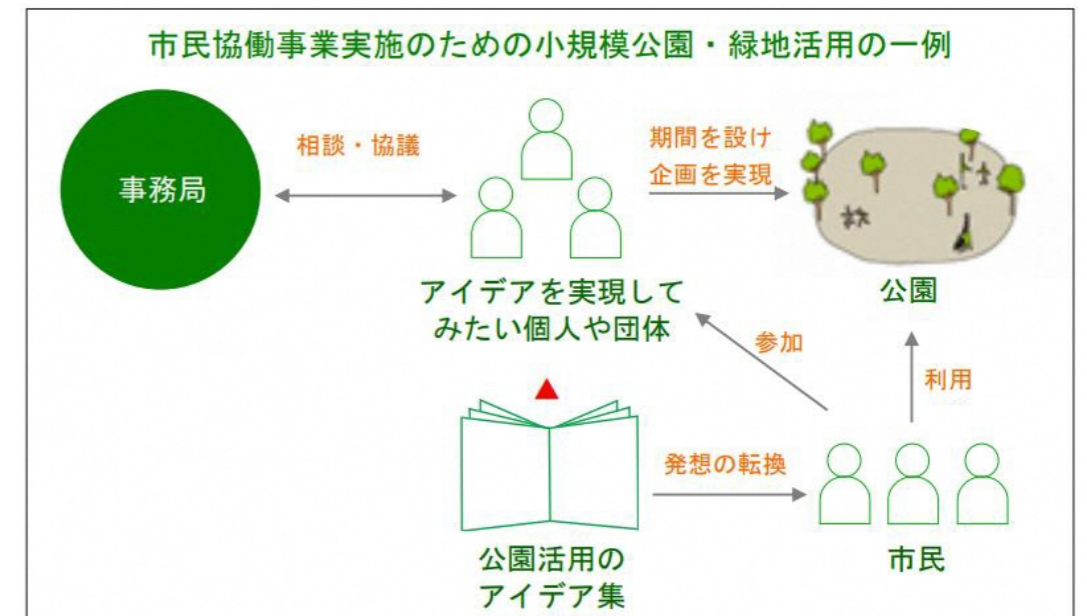 市民協働事業実施のための小規模公園・緑地活用の一例
事務局
相談・協議
期間を設け
企画を実現
アイデアを実現して
みたい個人や団体
公園
参加
利用
発想の転換
公園活用の
アイデア集
市民